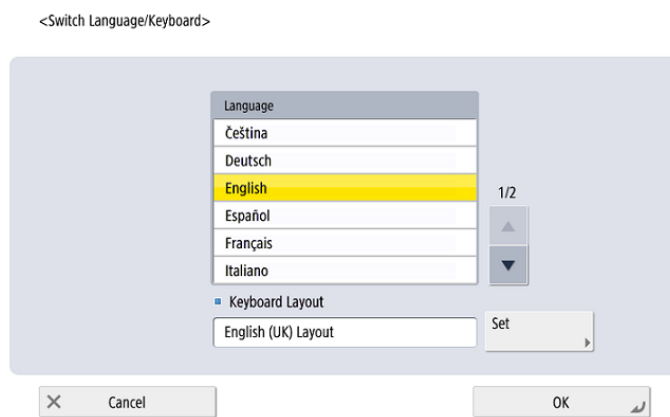 <Switch Language/Keyboard>
Language
Čeština
Deutsch
English
Español
Français
Italiano
1/2
Keyboard Layout
English (UK) Layout
Set
Cancel
OK